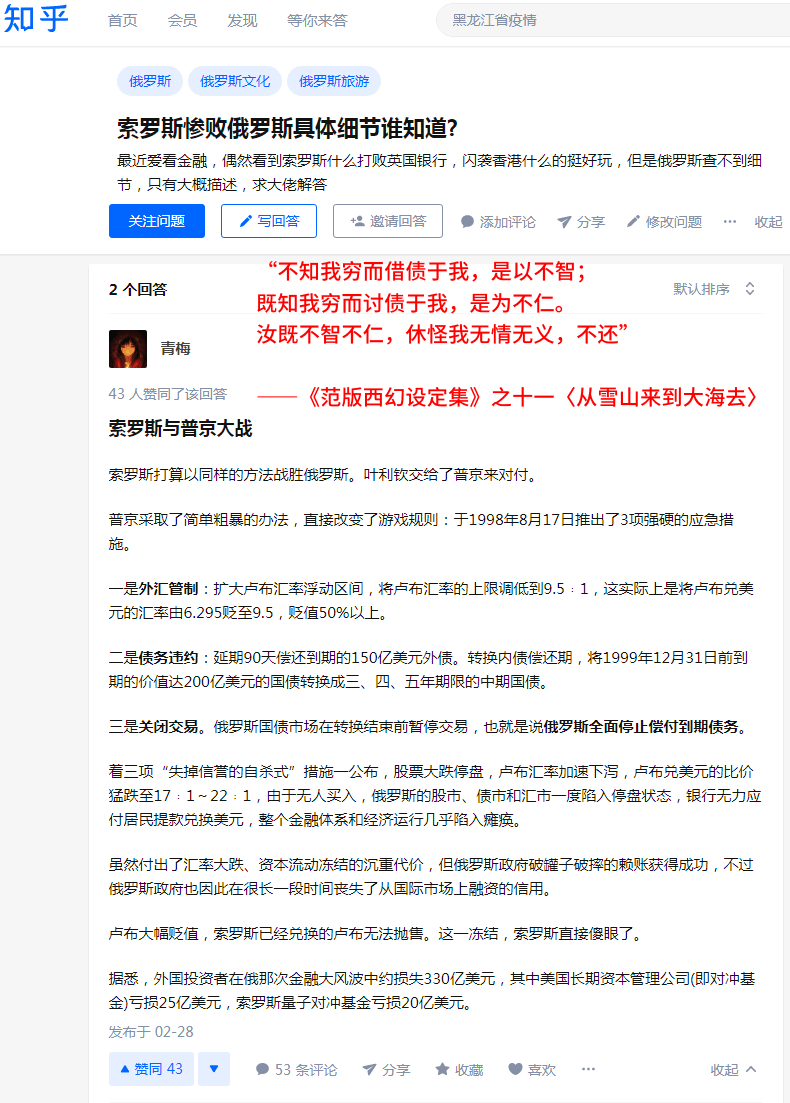 知乎
首页 会员 发现 等你来答 黑龙江省疫情
俄罗斯 俄罗斯文化 俄罗斯旅游
索罗斯惨败俄罗斯具体细节谁知道?
最近爱看金融，偶然看到索罗斯什么打败英国银行，闪袭香港什么的挺好玩，但是俄罗斯查不到细
节，只有大概描述，求大佬解答
关注问题 写回答 邀请回答 添加评论 分享 修改问题 ··· 收起
“不知我穷而借债于我，是以不智；
2 个回答 默认排序
既知我穷而讨债于我，是为不仁。
汝既不智不仁，休怪我无情无义，不还”
青梅
43 人赞同了该回答
——《范版西幻设定集》之十一〈从雪山来到大海去〉
索罗斯与普京大战
索罗斯打算以同样的方法战胜俄罗斯。叶利钦交给了普京来对付。
普京采取了简单粗暴的办法，直接改变了游戏规则：于1998年8月17日推出了3项强硬的应急措
施。
一是外汇管制：扩大卢布汇率浮动区间，将卢布汇率的上限调低到9.5﹕1，这实际上是将卢布兑美
元的汇率由6.295贬至9.5，贬值50%以上。
二是债务违约：延期90天偿还到期的150亿美元外债。转换内债偿还期，将1999年12月31日前到
期的价值达200亿美元的国债转换成三、四、五年期限的中期国债。
三是关闭交易。俄罗斯国债市场在转换结束前暂停交易，也就是说俄罗斯全面停止偿付到期债务。
着三项“失掉信誉的自杀式”措施一公布，股票大跌停盘，卢布汇率加速下泻，卢布兑美元的比价
猛跌至17﹕1～22﹕1，由于无人买入，俄罗斯的股市、债市和汇市一度陷入停盘状态，银行无力应
付居民提款兑换美元，整个金融体系和经济运行几乎陷入瘫痪。
虽然付出了汇率大跌、资本流动冻结的沉重代价，但俄罗斯政府破罐子破摔的赖账获得成功，不过
俄罗斯政府也因此在很长一段时间丧失了从国际市场上融资的信用。
卢布大幅贬值，索罗斯已经兑换的卢布无法抛售。这一冻结，索罗斯直接傻眼了。
据悉，外国投资者在俄那次金融大风波中约损失330亿美元，其中美国长期资本管理公司(即对冲基
金)亏损25亿美元，索罗斯量子对冲基金亏损20亿美元。
发布于 02-28
赞同 43 53 条评论 分享 收藏 喜欢 ··· 收起